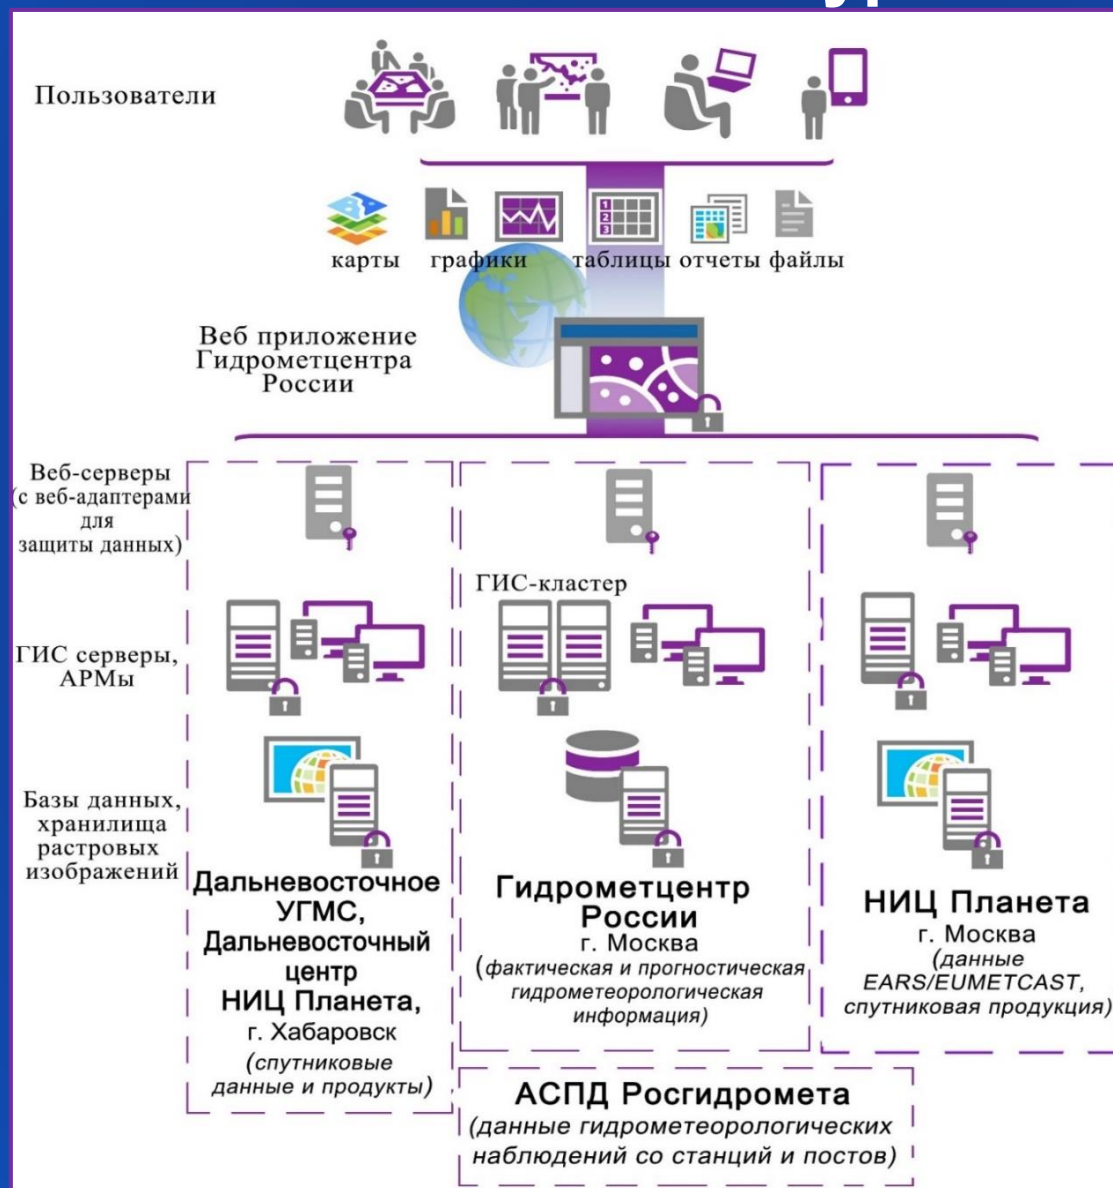 Пользователи
1
2
3
карты графики таблицы отчеты файлы
Веб приложение
Гидрометцентра
России
Веб-серверы
(с веб-адаптерами
для
защиты данных)
ГИС-кластер
ГИС серверы,
АРМы
Базы данных,
хранилища
растровых
изображений
Дальневосточное
УГМС,
Дальневосточный
центр
НИЦ Планета,
г. Хабаровск
(спутниковые
данные и продукты)
Гидрометцентр
России
г. Москва
(фактическая и прогностическая
гидрометеорологическая
информация)
НИЦ Планета
г. Москва
(данные
EARS/EUMETCAST,
спутниковая продукция)
АСПД Росгидромета
(данные гидрометеорологических
наблюдений со станций и постов)